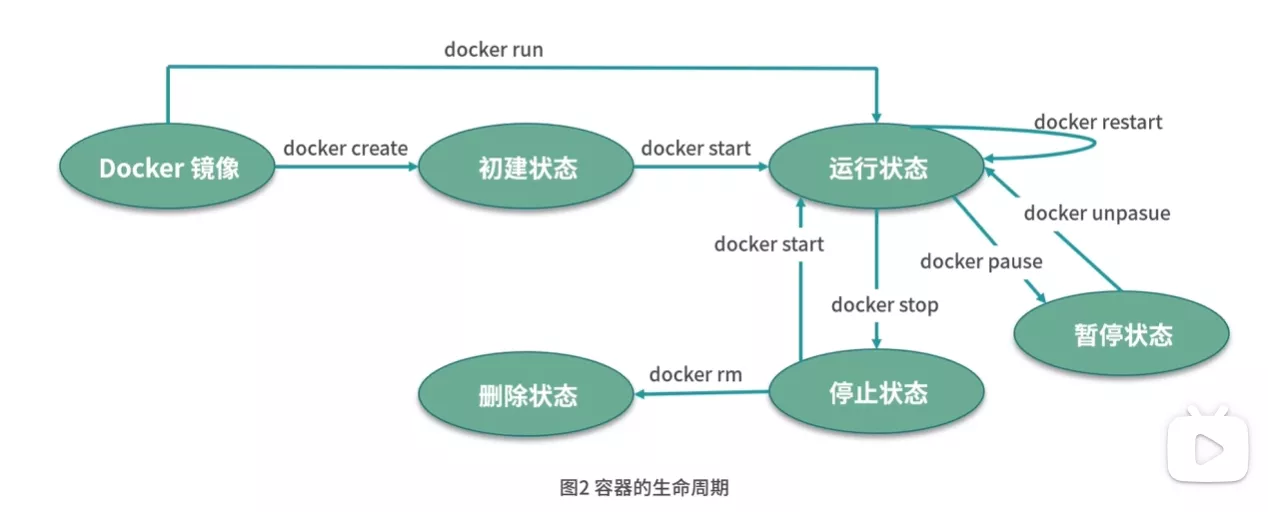 docker run
docker restart
Docker 镜像
docker create
初建状态
docker start
运行状态
docker unpasue
docker start
docker pause
docker stop
暂停状态
删除状态
docker rm
停止状态
图2 容器的生命周期